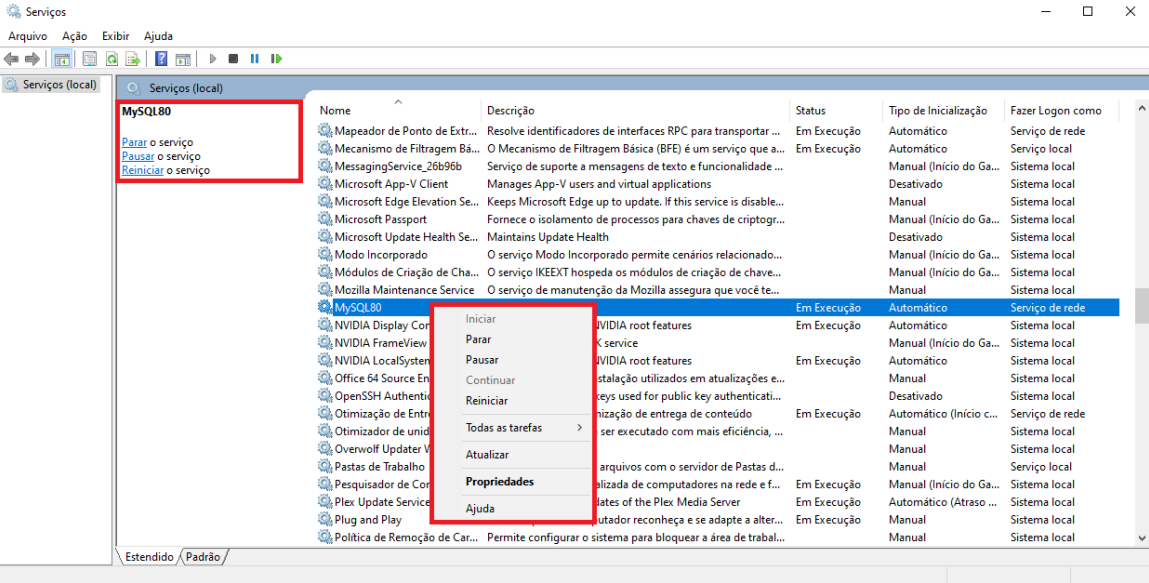 Serviços
Arquivo Ação Exibir Ajuda
Serviços (local)
Serviços (local)
MySQL80
Parar o serviço
Pausar o serviço
Reiniciar o serviço
Nome Descrição Status Tipo de Inicialização Fazer Logon como
Mapeador de Ponto de Extr... Resolve identificadores de interfaces RPC para transportar ... Em Execução Automático Serviço de rede
Mecanismo de Filtragem Bá... O Mecanismo de Filtragem Básica (BFE) é um serviço que a... Em Execução Automático Serviço local
MessagingService_26b96b Serviço de suporte a mensagens de texto e funcionalidade ... Manual (Início do Ga... Sistema local
Microsoft App-V Client Manages App-V users and virtual applications Desativado Sistema local
Microsoft Edge Elevation Se... Keeps Microsoft Edge up to update. If this service is disable... Manual Sistema local
Microsoft Passport Fornece o isolamento de processos para chaves de criptogr... Manual (Início do Ga... Sistema local
Microsoft Update Health Se... Maintains Update Health Desativado Sistema local
Modo Incorporado O serviço Modo Incorporado permite cenários relacionado... Manual (Início do Ga... Sistema local
Módulos de Criação de Cha... O serviço IKEEXT hospeda os módulos de criação de chave... Manual (Início do Ga... Sistema local
Mozilla Maintenance Service O serviço de manutenção da Mozilla assegura que você te... Manual Sistema local
MySQL80 Em Execução Automático Serviço de rede
NVIDIA Display Con NVIDIA root features Em Execução Automático Sistema local
NVIDIA FrameView K service Manual (Início do Ga... Sistema local
NVIDIA LocalSystem NVIDIA root features Em Execução Automático Sistema local
Office 64 Source En stalação utilizados em atualizações e... Manual Sistema local
OpenSSH Authentic keys used for public key authenticati... Desativado Sistema local
Otimização de Entre mização de entrega de conteúdo Em Execução Automático (Início c... Serviço de rede
Otimizador de unid ser executado com mais eficiência, ... Manual Sistema local
Overwolf Updater W Manual Sistema local
Pastas de Trabalho arquivos com o servidor de Pastas d... Manual Serviço local
Pesquisador de Con alizada de computadores na rede e f... Em Execução Manual (Início do Ga... Sistema local
Plex Update Service dates of the Plex Media Server Em Execução Automático (Atraso ... Sistema local
Plug and Play putador reconheça e se adapte a alter... Em Execução Manual Sistema local
Política de Remoção de Car... Permite configurar o sistema para bloquear a área de trabal... Manual Sistema local
Iniciar
Parar
Pausar
Continuar
Reiniciar
Todas as tarefas
Atualizar
Propriedades
Ajuda
Estendido Padrão